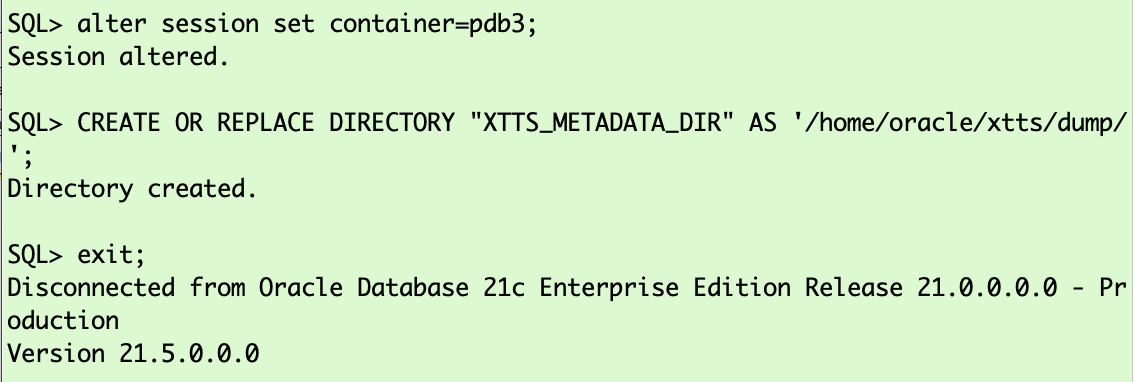 SQL> alter session set container=pdb3;
Session altered.
SQL> CREATE OR REPLACE DIRECTORY "XTTS_METADATA_DIR" AS '/home/oracle/xtts/dump/
';
Directory created.
SQL> exit;
Disconnected from Oracle Database 21c Enterprise Edition Release 21.0.0.0.0 - Pr
oduction
Version 21.5.0.0.0